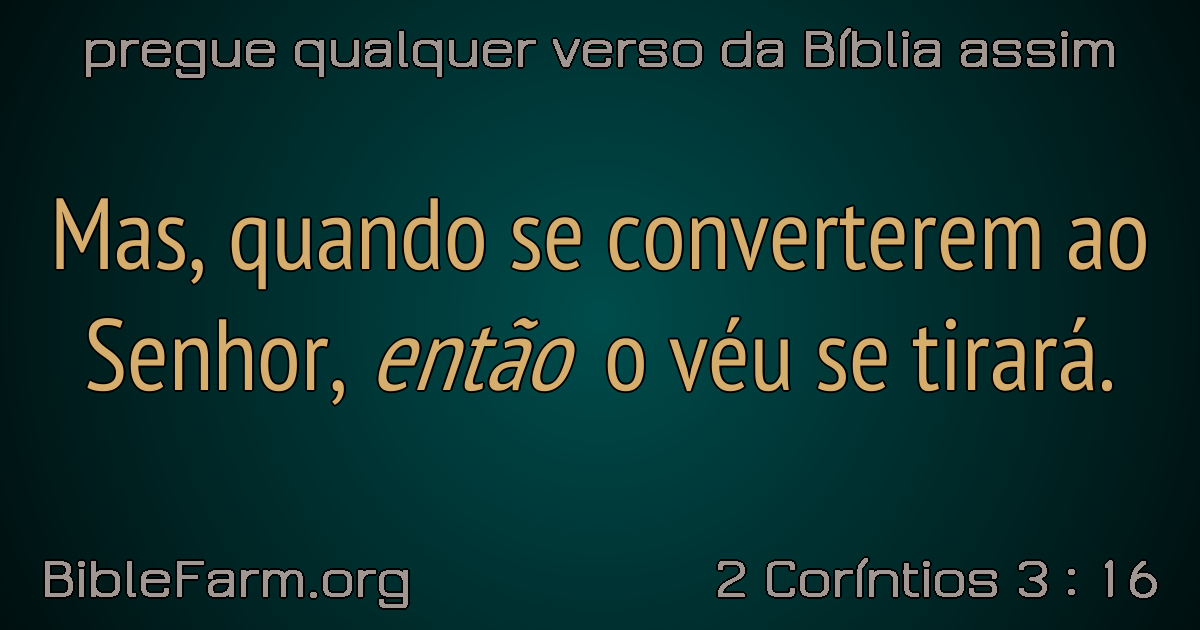 pregue qualquer verso da Bíblia assim
Mas, quando se converterem ao
Senhor, então o véu se tirará.
BibleFarm.org
2 Coríntios 3 : 16